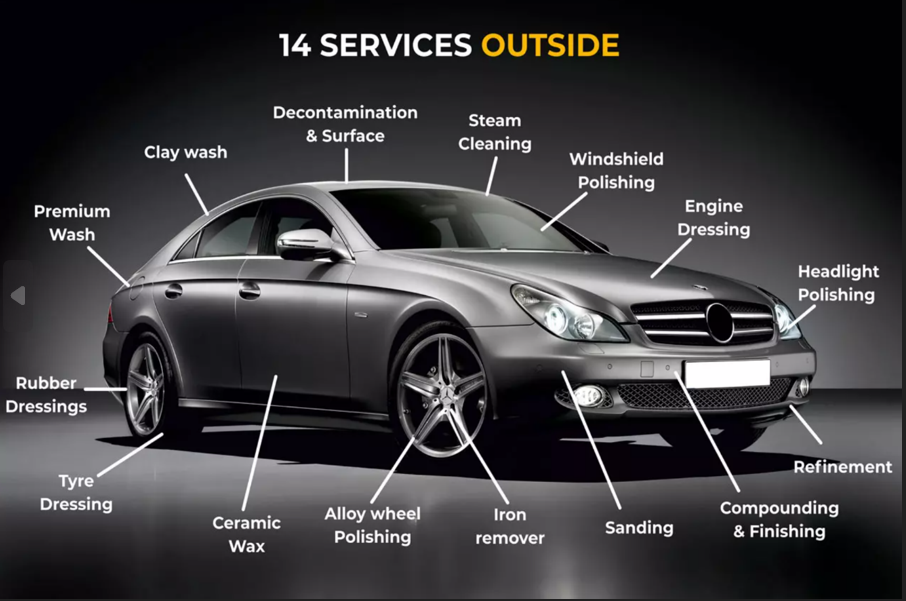 14 SERVICES OUTSIDE
Decontamination
& Surface
Steam
Cleaning
Clay wash
Windshield
Polishing
Premium
Wash
Engine
Dressing
Headlight
Polishing
Rubber
Dressings
Tyre
Dressing
Ceramic
Wax
Alloy wheel
Polishing
Iron
remover
Sanding
Compounding
& Finishing
Refinement